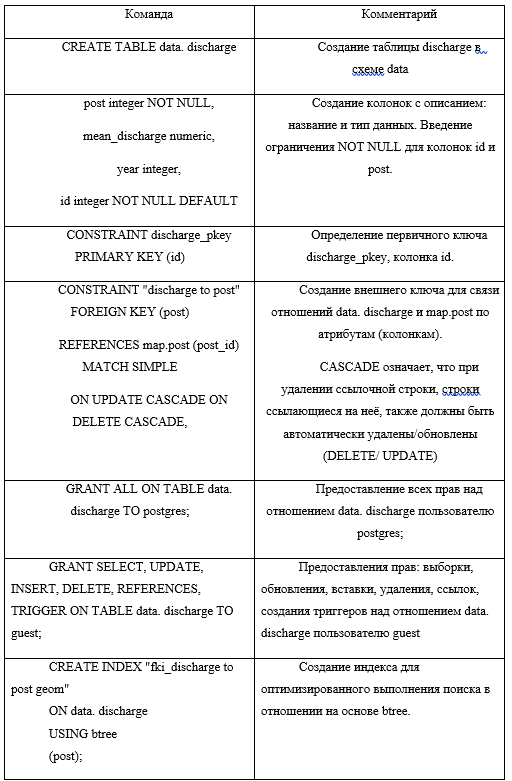 Команда
Комментарий
CREATE TABLE data. discharge
Создание таблицы discharge в
схеме data
post integer NOT NULL,
mean_discharge numeric,
year integer,
id integer NOT NULL DEFAULT
Создание колонок с описанием:
название и тип данных. Введение
ограничения NOT NULL для колонок id и
post.
CONSTRAINT discharge_pkey
PRIMARY KEY (id)
Определение первичного ключа
discharge_pkey, колонка id.
CONSTRAINT "discharge to post"
FOREIGN KEY (post)
REFERENCES map.post (post_id)
MATCH SIMPLE
ON UPDATE CASCADE ON
DELETE CASCADE,
Создание внешнего ключа для связи
отношений data. discharge и map.post по
атрибутам (колонкам).
CASCADE означает, что при
удалении ссылочной строки, строки
ссылающиеся на неё, также должны быть
автоматически удалены/обновлены
(DELETE/ UPDATE)
GRANT ALL ON TABLE data.
discharge TO postgres;
Предоставление всех прав над
отношением data. discharge пользователю
postgres;
GRANT SELECT, UPDATE,
INSERT, DELETE, REFERENCES,
TRIGGER ON TABLE data. discharge TO
guest;
Предоставления прав: выборки,
обновления, вставки, удаления, ссылок,
создания триггеров над отношением data.
discharge пользователю guest
CREATE INDEX "fki_discharge to
post geom"
ON data. discharge
USING btree
(post);
Создание индекса для
оптимизированного выполнения поиска в
отношении на основе btree.